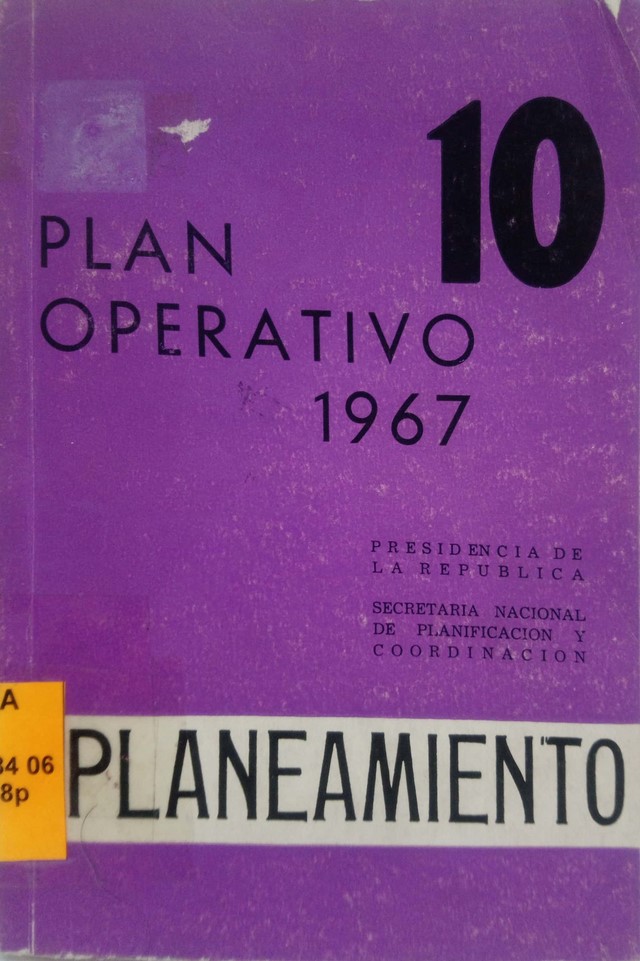 10
PLAN
OPERATIVO
1967
PRESIDENCIA DE
LA REPUBLICA
SECRETARIA NACIONAL
DE PLANIFICACION Y
COORDINACION
A
34 06
8p
PLANEAMIENTO